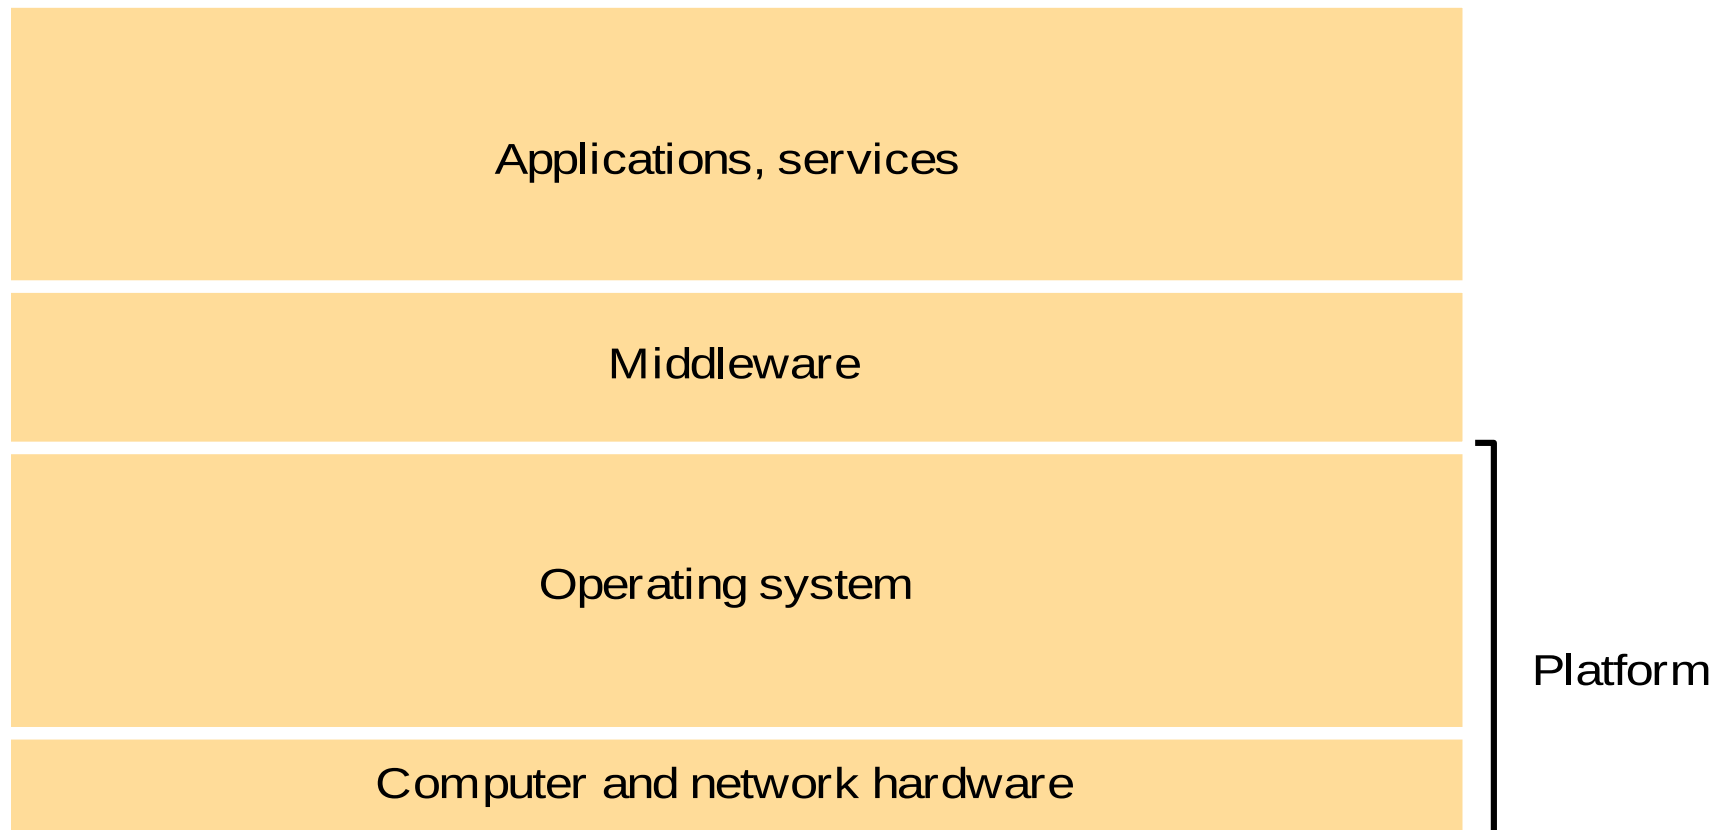 Applications, services
Middleware
Operating system
Platform
Computer and network hardware